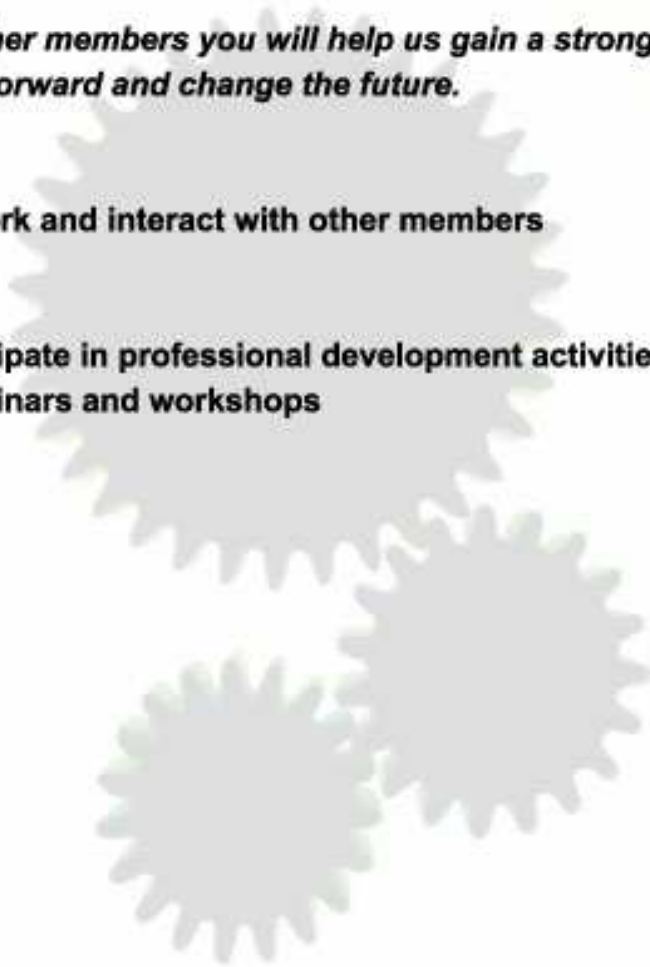 er members you will help us gain a strong
orward and change the future.
rk and interact with other members
ipate in professional development activitie
inars and workshops